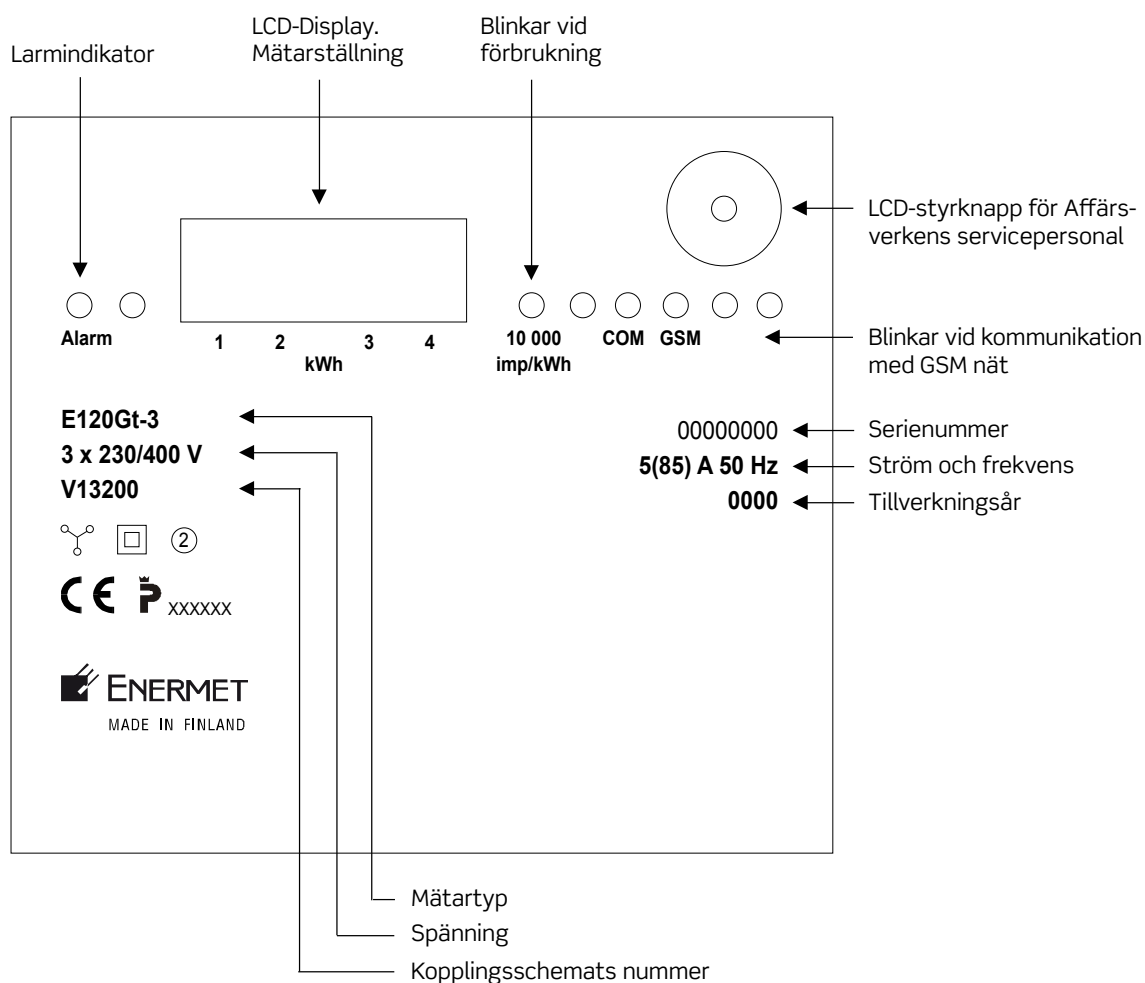 Larmindikator
LCD-Display.
Mätarställning
Blinkar vid
förbrukning
LCD-styrknapp för Affärs-
verkens servicepersonal
Alarm
1 2 3 4
kWh
10 000
imp/kWh
COM GSM
Blinkar vid kommunikation
med GSM nät
E120Gt-3
3 x 230/400 V
V13200
00000000
Serienummer
5(85) A 50 Hz
Ström och frekvens
0000
Tillverkningsår
2
CE P XXXXXX
ENERMET
MADE IN FINLAND
Mätartyp
Spänning
Kopplingsschemats nummer